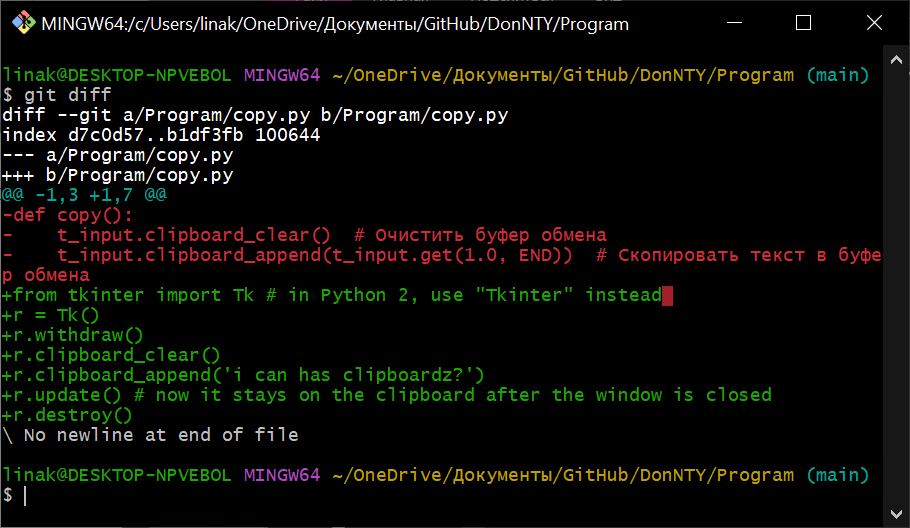 MINGW64:/c/Users/linak/OneDrive/Документы/GitHub/DonNTY/Program
linak@DESKTOP-NPVEBOL MINGW64 ~/OneDrive/Документы/GitHub/DonNTY/Program (main)
$ git diff
diff --git a/Program/copy.py b/Program/copy.py
index d7c0d57..b1df3fb 100644
--- a/Program/copy.py
+++ b/Program/copy.py
@@ -1,3 +1,7 @@
-def copy():
-    t_input.clipboard_clear()  # Очистить буфер обмена
-    t_input.clipboard_append(t_input.get(1.0, END))  # Скопировать текст в буфе
р обмена
+from tkinter import Tk # in Python 2, use "Tkinter" instead
+r = Tk()
+r.withdraw()
+r.clipboard_clear()
+r.clipboard_append('i can has clipboardz?')
+r.update() # now it stays on the clipboard after the window is closed
+r.destroy()
\ No newline at end of file
linak@DESKTOP-NPVEBOL MINGW64 ~/OneDrive/Документы/GitHub/DonNTY/Program (main)
$